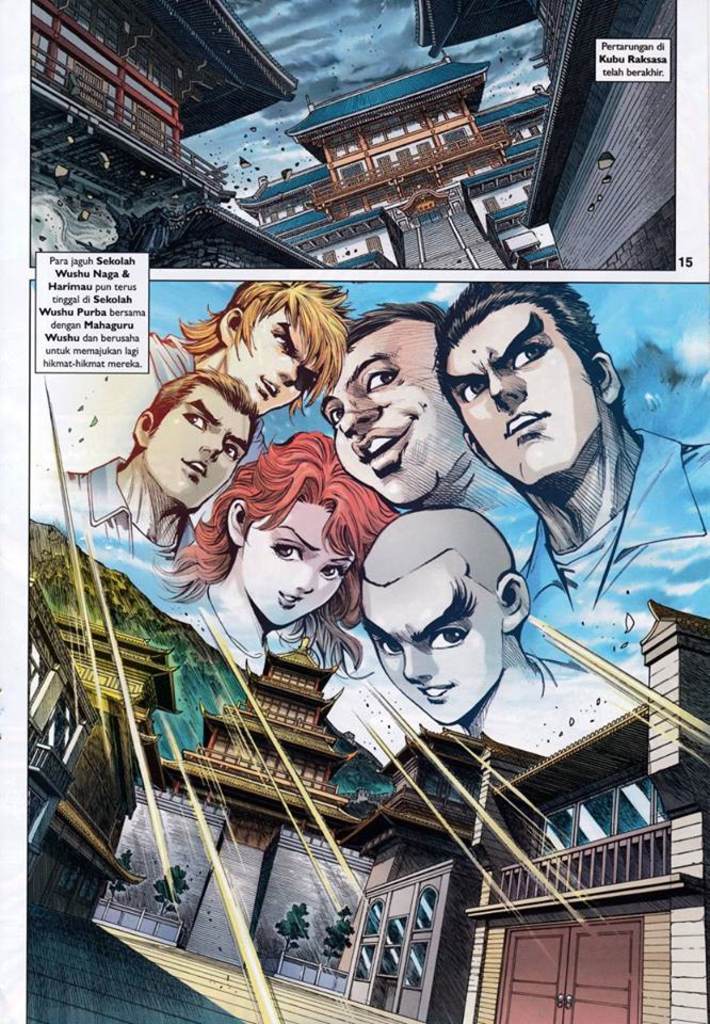 Pertarungan di
Kubu Raksasa
telah berakhir.
15
Para jaguh Sekolah
Wushu Naga &
Harimau pun terus
tinggal di Sekolah
Wushu Purba bersama
dengan Mahaguru
Wushu dan berusaha
untuk memajukan lagi
hikmat-hikmat mereka.